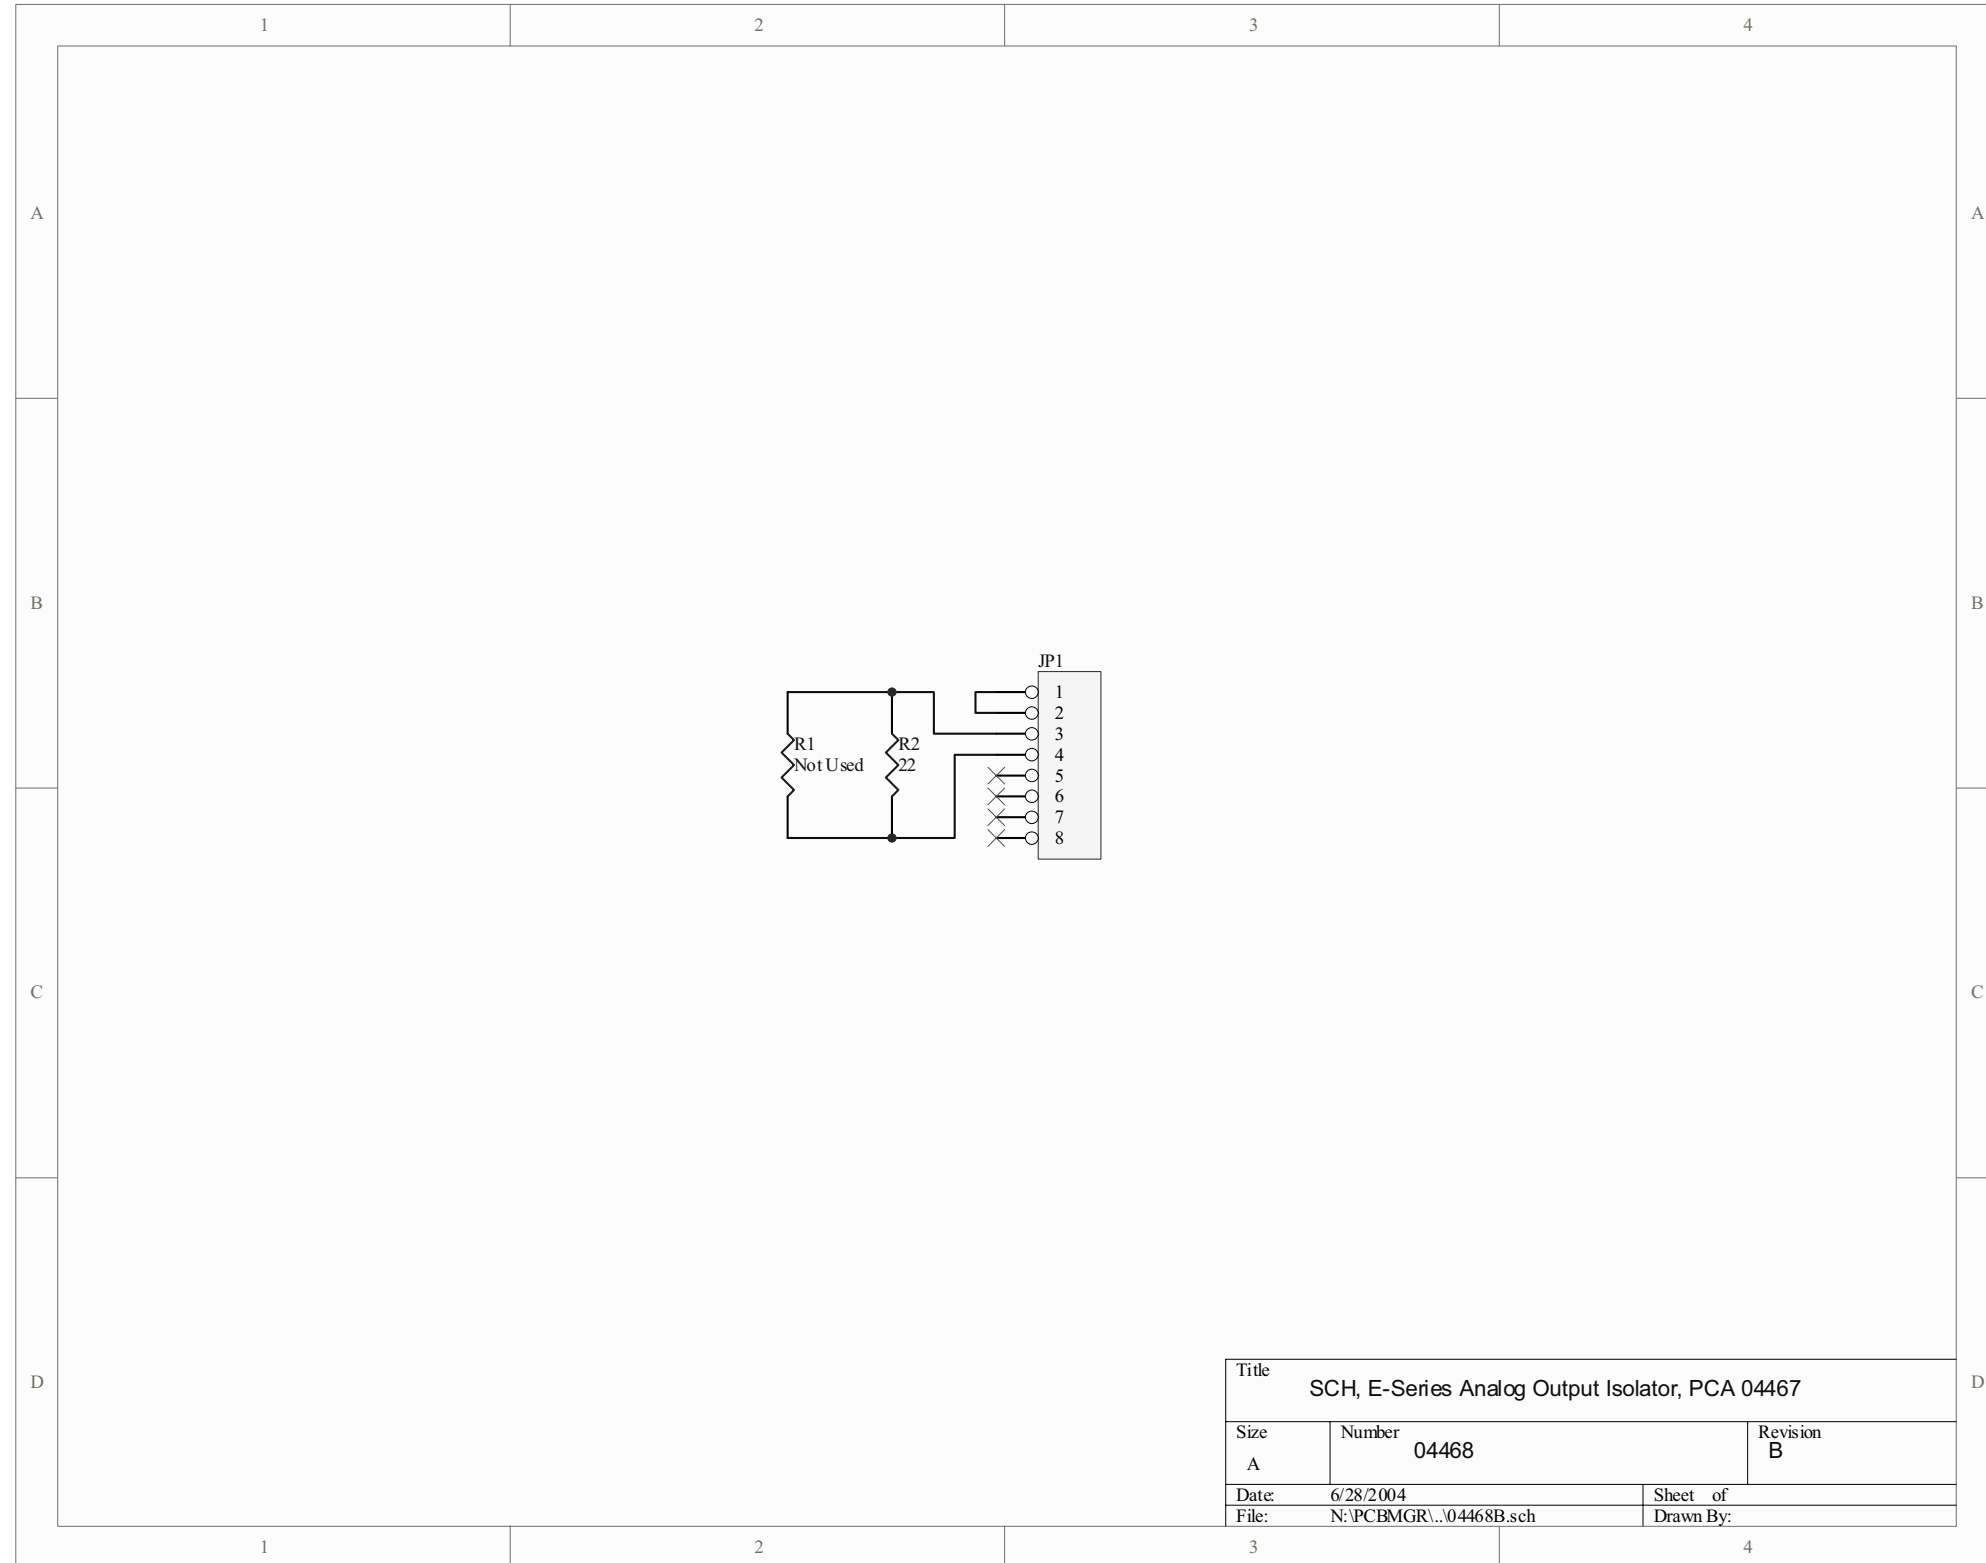 1 2 3 4
A A
B B
JP1
1
2
3
R1 R2 4
Not Used 22 5
6
7
8
C C
D D
Title
SCH, E-Series Analog Output Isolator, PCA 04467
Size Number Revision
A 04468 B
Date: 6/28/2004 Sheet of
File: N:\PCBMGR\..\04468B.sch Drawn By:
1 2 3 4